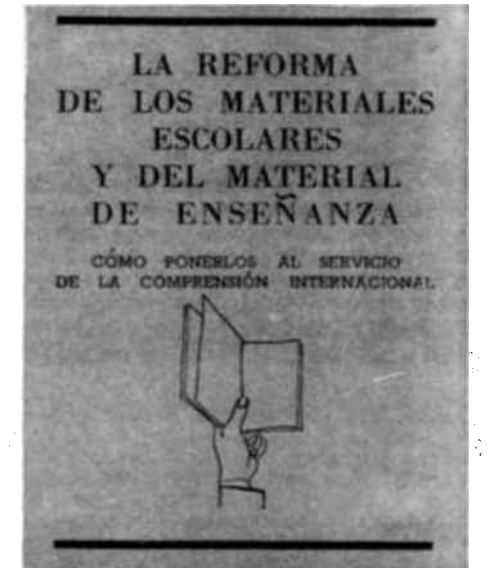 LA REFORMA
DE LOS MATERIALES
ESCOLARES
Y DEL MATERIAL
DE ENSEÑANZA
CÓMO PONERLOS AL SERVICIO
DE LA COMPRENSIÓN INTERNACIONAL